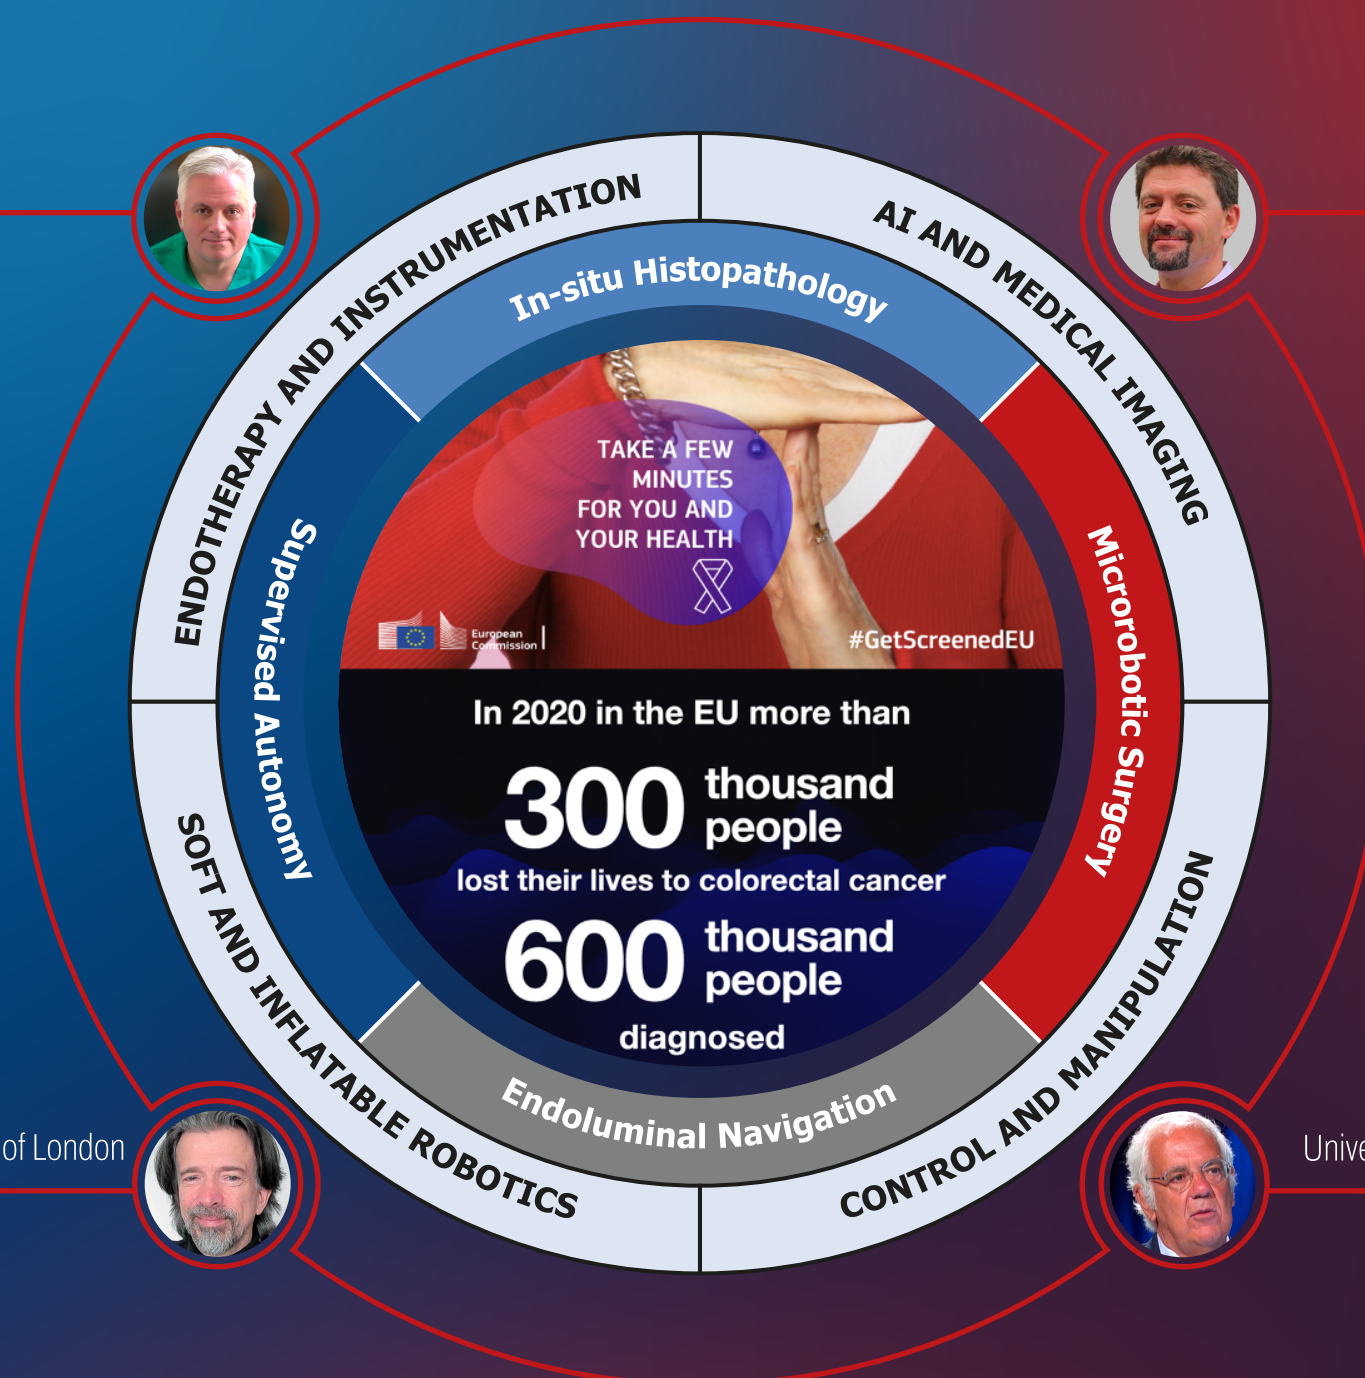 ENDOTHERAPY AND INSTRUMENTATION
AI AND MEDICAL IMAGING
In-situ Histopathology
Supervised Autonomy
Microrobotic Surgery
TAKE A FEW
MINUTES
FOR YOU AND
YOUR HEALTH
European
Commission
#GetScreenedEU
In 2020 in the EU more than
300 thousand
people
lost their lives to colorectal cancer
600 thousand
people
diagnosed
Endoluminal Navigation
SOFT AND INFLATABLE ROBOTICS
CONTROL AND MANIPULATION
of London